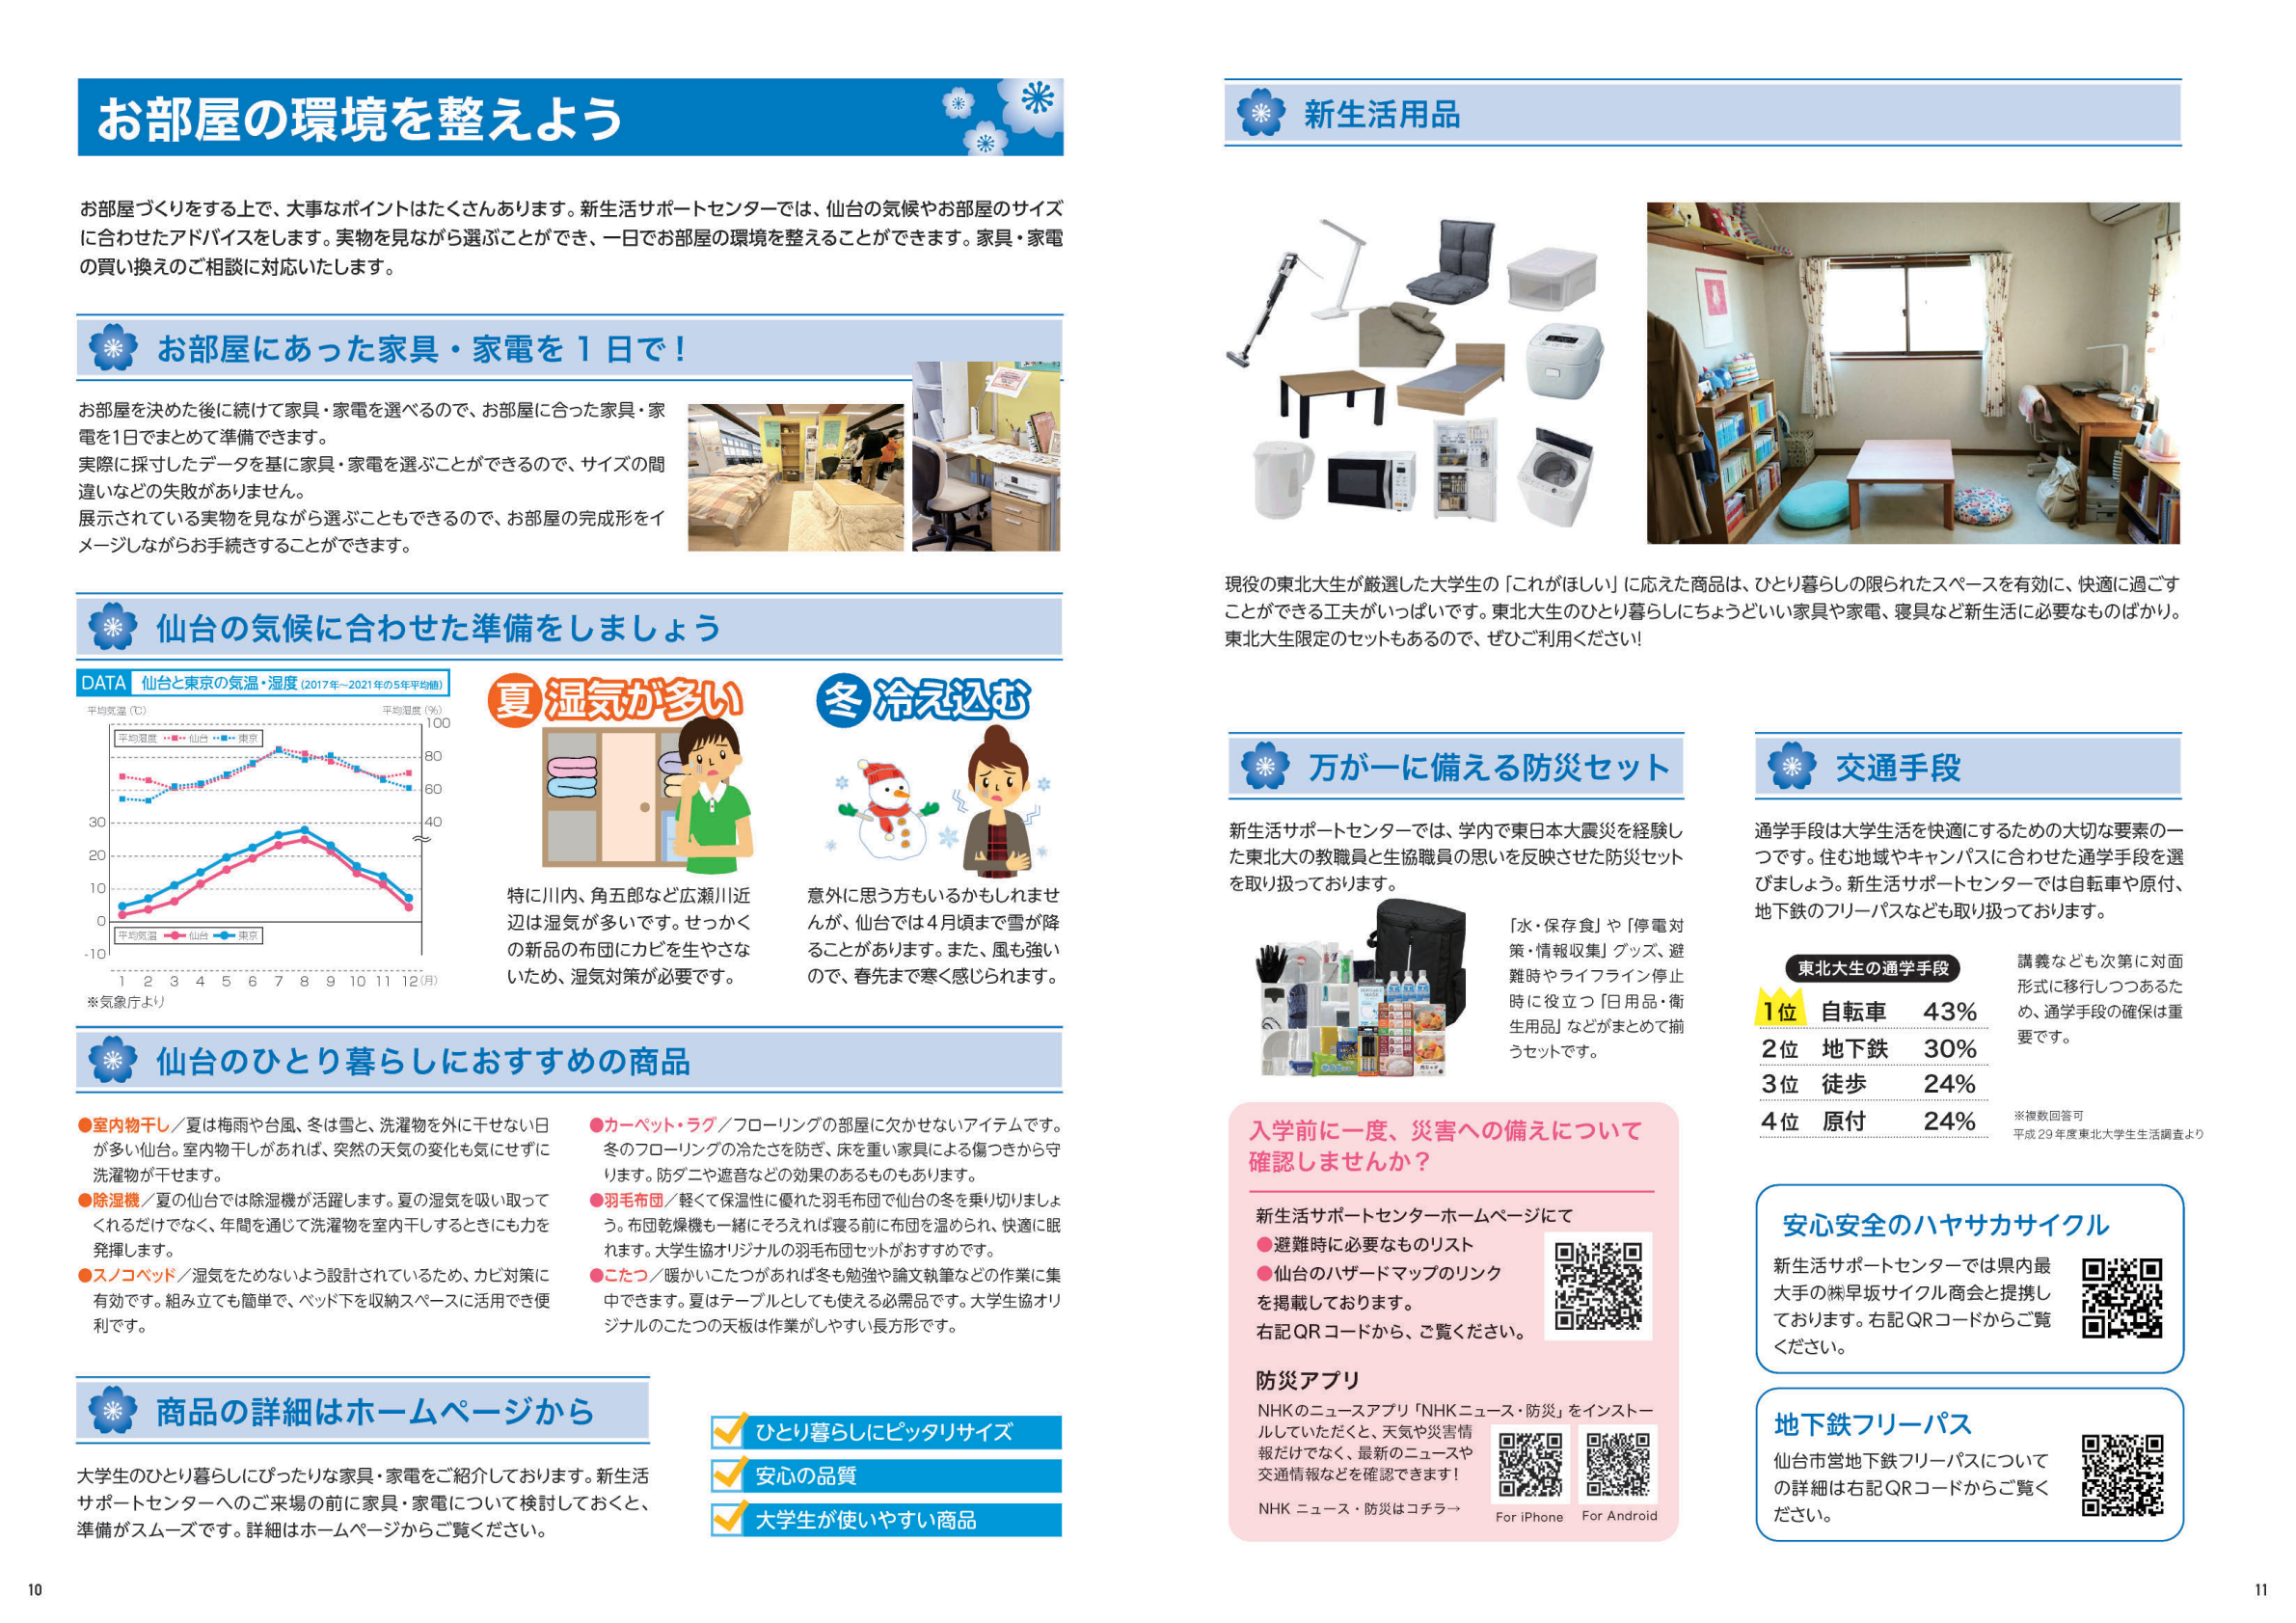 お部屋の環境を整えよう
お部屋づくりをする上で、大事なポイントはたくさんあります。新生活サポートセンターでは、仙台の気候やお部屋のサイズ
に合わせたアドバイスをします。実物を見ながら選ぶことができ、一日でお部屋の環境を整えることができます。家具・家電
の買い換えのご相談に対応いたします。
お部屋にあった家具・家電を1日で！
お部屋を決めた後に続けて家具・家電を選べるので、お部屋に合った家具・家
電を1日でまとめて準備できます。
実際に採寸したデータを基に家具・家電を選ぶことができるので、サイズの間
違いなどの失敗がありません。
展示されている実物を見ながら選ぶこともできるので、お部屋の完成形をイ
メージしながらお手続きすることができます。
仙台の気候に合わせた準備をしましょう
DATA 仙台と東京の気温・湿度（2017年～2021年の5年平均値）
平均気温（℃） 平均湿度（%）
平均湿度 仙台 東京
100
80
60
40
30
20
10
0
-10
平均気温 仙台 東京
1 2 3 4 5 6 7 8 9 10 11 12（月）
※気象庁より
夏 湿気が多い
特に川内、角五郎など広瀬川近
辺は湿気が多いです。せっかく
の新品の布団にカビを生やさな
いため、湿気対策が必要です。
冬 冷え込む
意外に思う方もいるかもしれませ
んが、仙台では4月頃まで雪が降
ることがあります。また、風も強い
ので、春先まで寒く感じられます。
仙台のひとり暮らしにおすすめの商品
●室内物干し／夏は梅雨や台風、冬は雪と、洗濯物を外に干せない日
が多い仙台。室内物干しがあれば、突然の天気の変化も気にせずに
洗濯物が干せます。
●除湿機／夏の仙台では除湿機が活躍します。夏の湿気を吸い取って
くれるだけでなく、年間を通じて洗濯物を室内干しするときにも力を
発揮します。
●スノコベッド／湿気をためないよう設計されているため、カビ対策に
有効です。組み立ても簡単で、ベッド下を収納スペースに活用でき便
利です。
●カーペット・ラグ／フローリングの部屋に欠かせないアイテムです。
冬のフローリングの冷たさを防ぎ、床を重い家具による傷つきから守
ります。防ダニや遮音などの効果のあるものもあります。
●羽毛布団／軽くて保温性に優れた羽毛布団で仙台の冬を乗り切りましょ
う。布団乾燥機も一緒にそろえれば寝る前に布団を温められ、快適に眠
れます。大学生協オリジナルの羽毛布団セットがおすすめです。
●こたつ／暖かいこたつがあれば冬も勉強や論文執筆などの作業に集
中できます。夏はテーブルとしても使える必需品です。大学生協オリ
ジナルのこたつの天板は作業がしやすい長方形です。
商品の詳細はホームページから
大学生のひとり暮らしにぴったりな家具・家電をご紹介しております。新生活
サポートセンターへのご来場の前に家具・家電について検討しておくと、
準備がスムーズです。詳細はホームページからご覧ください。
ひとり暮らしにピッタリサイズ
安心の品質
大学生が使いやすい商品
10
新生活用品
現役の東北大生が厳選した大学生の「これがほしい」に応えた商品は、ひとり暮らしの限られたスペースを有効に、快適に過ごす
ことができる工夫がいっぱいです。東北大生のひとり暮らしにちょうどいい家具や家電、寝具など新生活に必要なものばかり。
東北大生限定のセットもあるので、ぜひご利用ください！
万が一に備える防災セット
新生活サポートセンターでは、学内で東日本大震災を経験し
た東北大の教職員と生協職員の思いを反映させた防災セット
を取り扱っております。
「水・保存食」や「停電対
策・情報収集」グッズ、避
難時やライフライン停止
時に役立つ「日用品・衛
生用品」などがまとめて揃
うセットです。
入学前に一度、災害への備えについて
確認しませんか？
新生活サポートセンターホームページにて
●避難時に必要なものリスト
●仙台のハザードマップのリンク
を掲載しております。
右記QRコードから、ご覧ください。
防災アプリ
NHKのニュースアプリ「NHKニュース・防災」をインストー
ルしていただくと、天気や災害情
報だけでなく、最新のニュースや
交通情報などを確認できます！
NHK ニュース・防災はコチラ→
For iPhone For Android
交通手段
通学手段は大学生活を快適にするための大切な要素の一
つです。住む地域やキャンパスに合わせた通学手段を選
びましょう。新生活サポートセンターでは自転車や原付、
地下鉄のフリーパスなども取り扱っております。
東北大生の通学手段
1位 自転車 43%
2位 地下鉄 30%
3位 徒歩 24%
4位 原付 24%
講義なども次第に対面
形式に移行しつつあるた
め、通学手段の確保は重
要です。
※複数回答可
平成29年度東北大学生生活調査より
安心安全のハヤサカサイクル
新生活サポートセンターでは県内最
大手の㈱早坂サイクル商会と提携し
ております。右記QRコードからご覧
ください。
地下鉄フリーパス
仙台市営地下鉄フリーパスについて
の詳細は右記QRコードからご覧く
ださい。
11